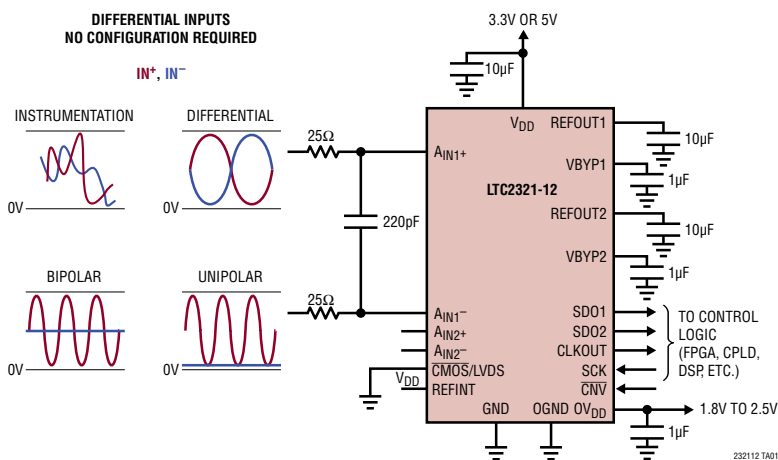 DIFFERENTIAL INPUTS
NO CONFIGURATION REQUIRED
IN+, IN−
INSTRUMENTATION
0V
DIFFERENTIAL
0V
BIPOLAR
0V
UNIPOLAR
0V
25Ω
220pF
25Ω
3.3V OR 5V
10µF
VDD
AIN1+
LTC2321-12
AIN1−
AIN2+
AIN2−
CMOS/LVDS
VDD
REFINT
GND
OGND
OVDD
REFOUT1
10µF
VBYP1
1µF
REFOUT2
10µF
VBYP2
1µF
SDO1
SDO2
CLKOUT
SCK
CNV
TO CONTROL
LOGIC
(FPGA, CPLD,
DSP, ETC.)
1.8V TO 2.5V
1µF
232112 TA01